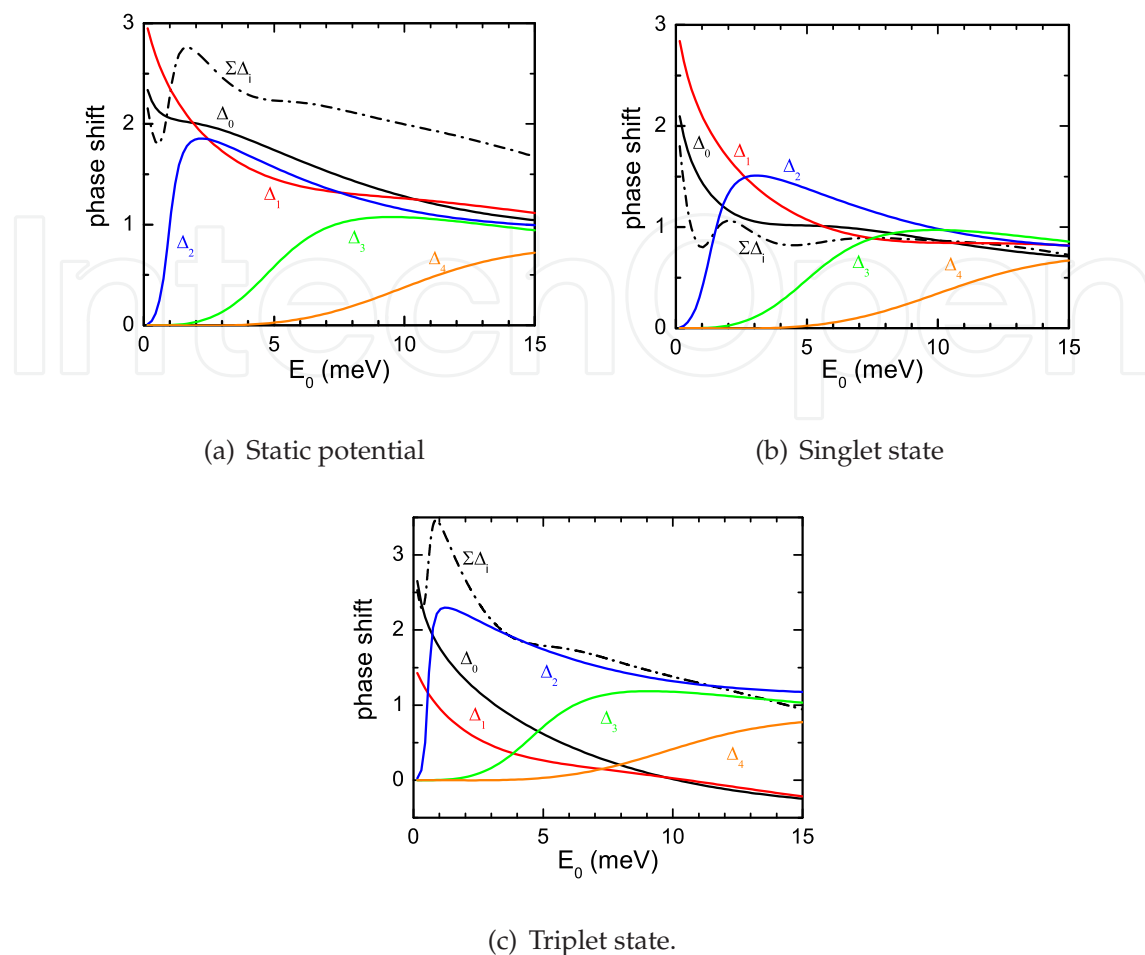 3
2
1
0
phase shift
ΣΔi
Δ0
Δ1
Δ2
Δ3
Δ4
0 5 10 15
E0 (meV)
(a) Static potential
3
2
1
0
phase shift
Δ0
Δ1
Δ2
ΣΔi
Δ3
Δ4
0 5 10 15
E0 (meV)
(b) Singlet state
IntechOpen
3
2
1
0
phase shift
ΣΔi
Δ0
Δ2
Δ1
Δ3
Δ4
0 5 10 15
E0 (meV)
(c) Triplet state.